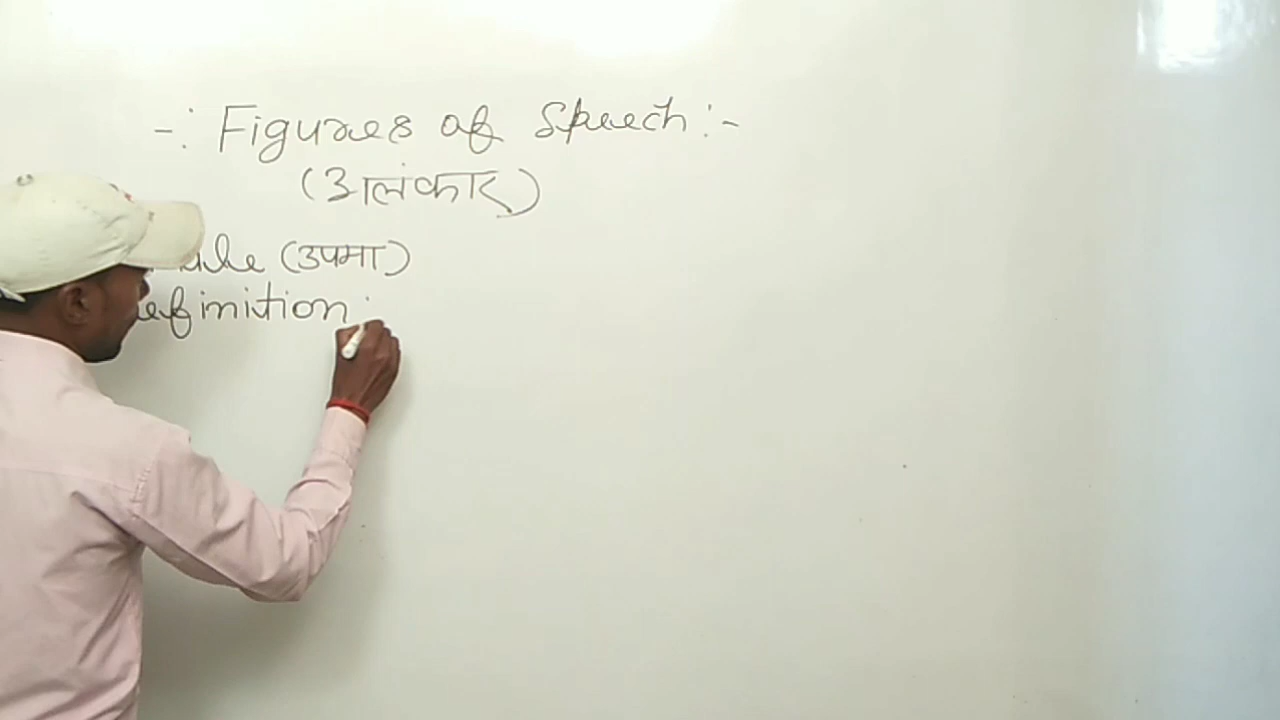 -: Figures of Speech :-
(अलंकार)
(उपमा)
efinition :